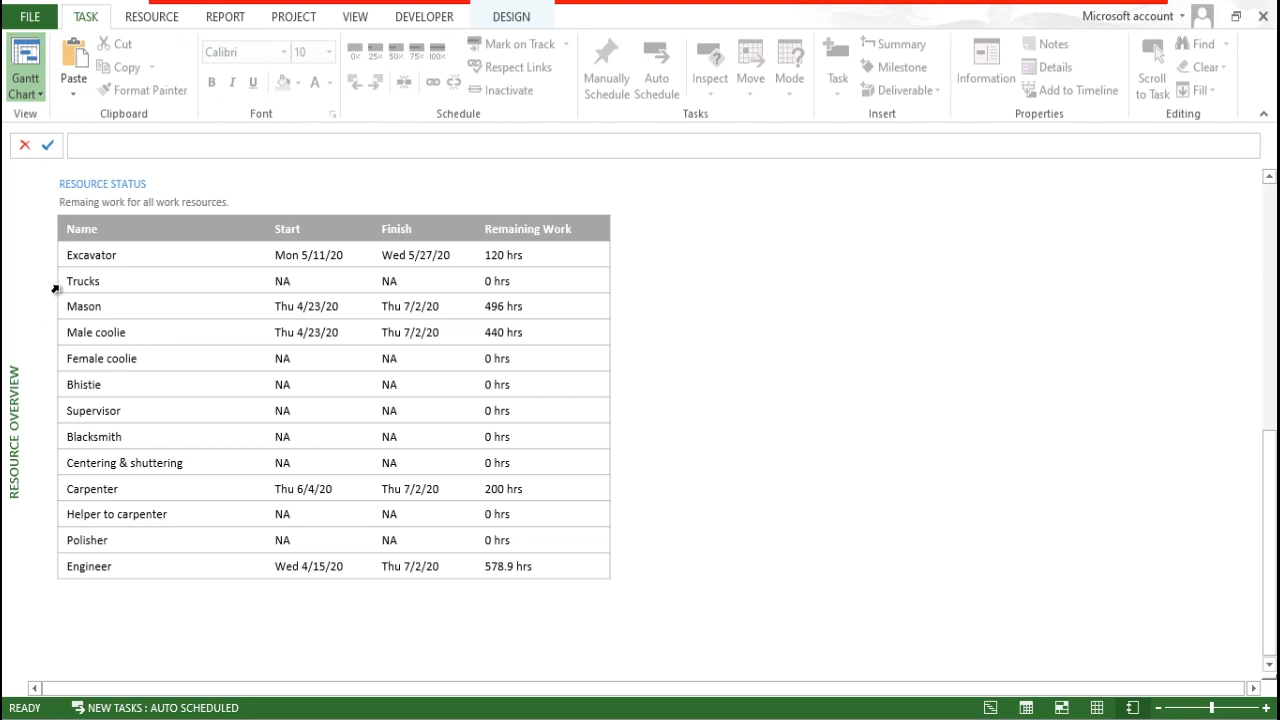 FILE TASK RESOURCE REPORT PROJECT VIEW DEVELOPER DESIGN Microsoft account
Gantt Chart
View
Paste
Cut
Copy
Format Painter
Clipboard
Calibri 10
B I U A
Font
0% 25% 50% 75% 100%
Mark on Track
Respect Links
Inactivate
Schedule
Manually Schedule
Auto Schedule
Inspect
Move
Mode
Tasks
Task
Summary
Milestone
Deliverable
Insert
Information
Notes
Details
Add to Timeline
Properties
Scroll to Task
Find
Clear
Fill
Editing
RESOURCE OVERVIEW
RESOURCE STATUS
Remaing work for all work resources.
Name Start Finish Remaining Work
Excavator Mon 5/11/20 Wed 5/27/20 120 hrs
Trucks NA NA 0 hrs
Mason Thu 4/23/20 Thu 7/2/20 496 hrs
Male coolie Thu 4/23/20 Thu 7/2/20 440 hrs
Female coolie NA NA 0 hrs
Bhistie NA NA 0 hrs
Supervisor NA NA 0 hrs
Blacksmith NA NA 0 hrs
Centering & shuttering NA NA 0 hrs
Carpenter Thu 6/4/20 Thu 7/2/20 200 hrs
Helper to carpenter NA NA 0 hrs
Polisher NA NA 0 hrs
Engineer Wed 4/15/20 Thu 7/2/20 578.9 hrs
READY NEW TASKS : AUTO SCHEDULED